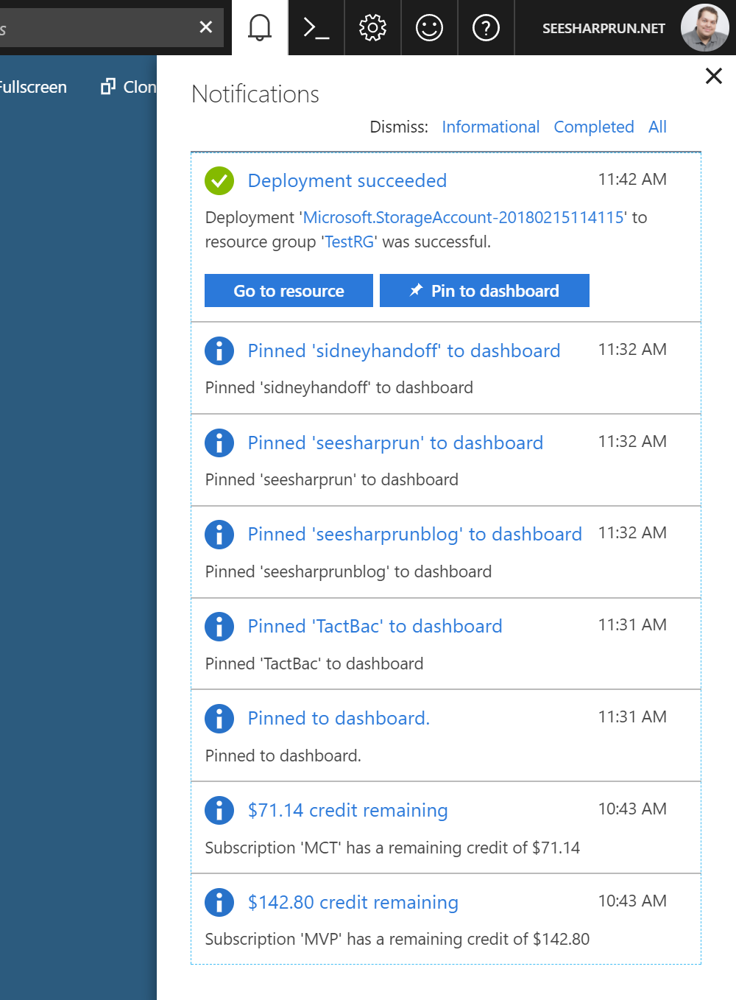 SEESHARPRUN.NET
Fullscreen
Clon
Notifications
Dismiss: Informational Completed All
Deployment succeeded 11:42 AM
Deployment 'Microsoft.StorageAccount-20180215114115' to
resource group 'TestRG' was successful.
Go to resource Pin to dashboard
Pinned 'sidneyhandoff' to dashboard 11:32 AM
Pinned 'sidneyhandoff' to dashboard
Pinned 'seesharprun' to dashboard 11:32 AM
Pinned 'seesharprun' to dashboard
Pinned 'seesharprunblog' to dashboard 11:32 AM
Pinned 'seesharprunblog' to dashboard
Pinned 'TactBac' to dashboard 11:31 AM
Pinned 'TactBac' to dashboard
Pinned to dashboard. 11:31 AM
Pinned to dashboard.
$71.14 credit remaining 10:43 AM
Subscription 'MCT' has a remaining credit of $71.14
$142.80 credit remaining 10:43 AM
Subscription 'MVP' has a remaining credit of $142.80